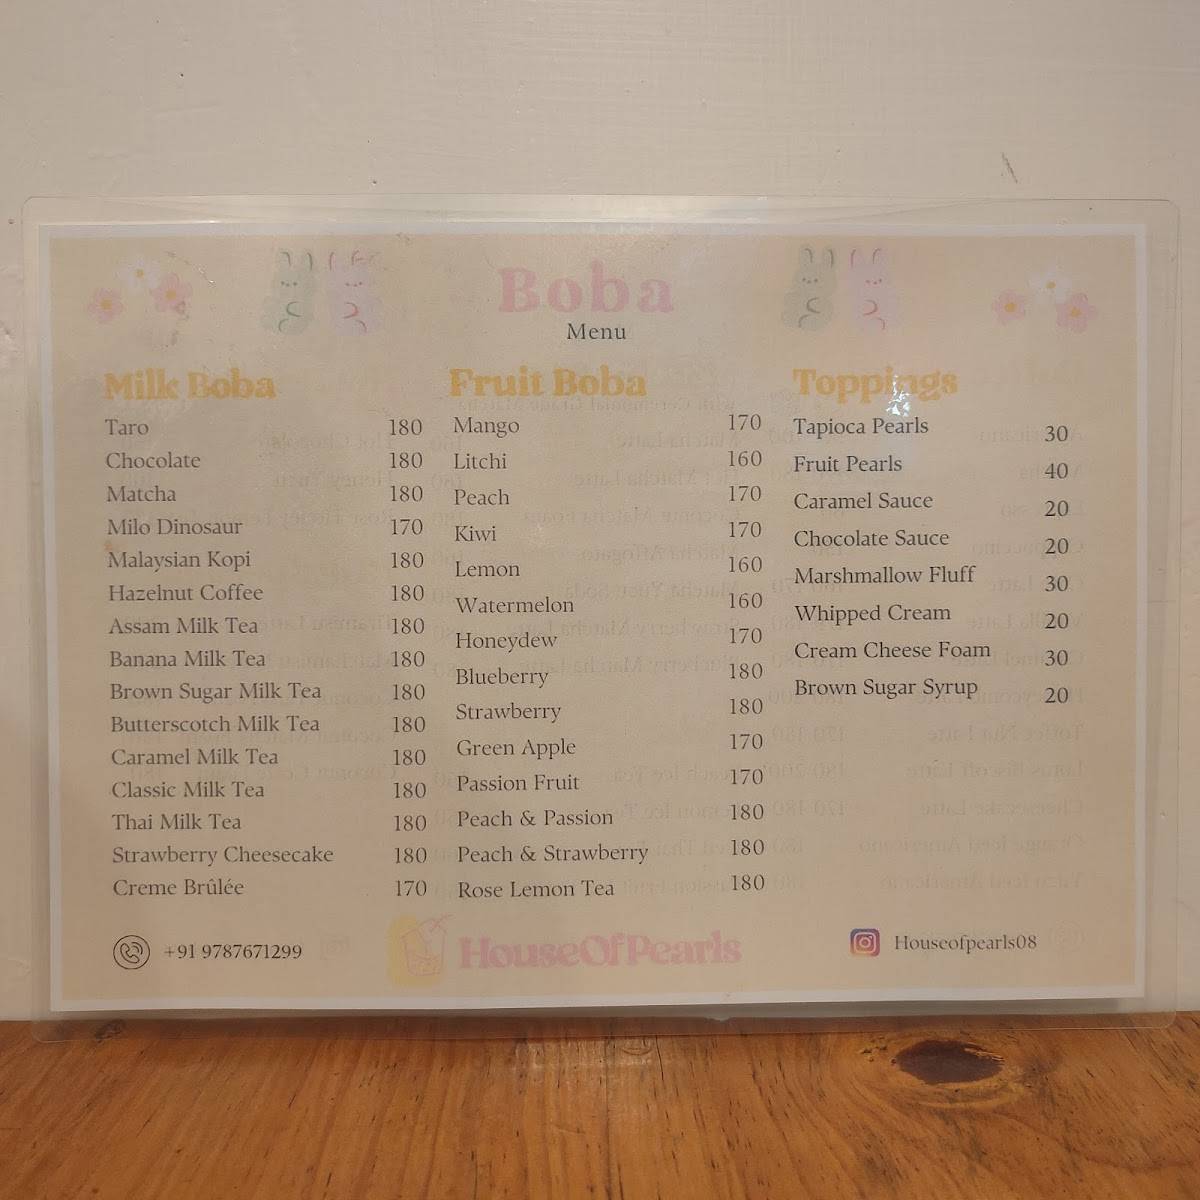 Boba
Menu
Milk Boba
Taro 180
Chocolate 180
Matcha 180
Milo Dinosaur 170
Malaysian Kopi 180
Hazelnut Coffee 180
Assam Milk Tea 180
Banana Milk Tea 180
Brown Sugar Milk Tea 180
Butterscotch Milk Tea 180
Caramel Milk Tea 180
Classic Milk Tea 180
Thai Milk Tea 180
Strawberry Cheesecake 180
Creme Brûlée 170
Fruit Boba
Mango 170
Litchi 160
Peach 170
Kiwi 170
Lemon 160
Watermelon 160
Honeydew 170
Blueberry 180
Strawberry 180
Green Apple 170
Passion Fruit 170
Peach & Passion 180
Peach & Strawberry 180
Rose Lemon Tea 180
Toppings
Tapioca Pearls 30
Fruit Pearls 40
Caramel Sauce 20
Chocolate Sauce 20
Marshmallow Fluff 30
Whipped Cream 20
Cream Cheese Foam 30
Brown Sugar Syrup 20
+91 9787671299
HouseOfPearls
Houseofpearls08